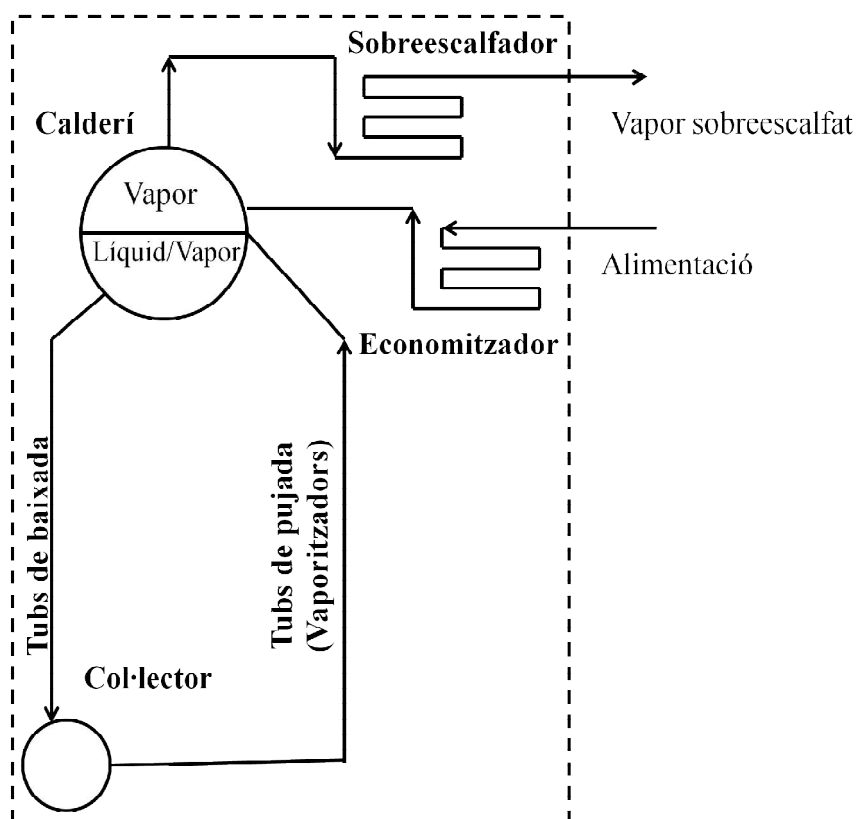 Sobreescalfador
Calderí
Vapor sobreescalfat
Vapor
Líquid/Vapor
Alimentació
Economitzador
Tubs de baixada
Tubs de pujada
(Vaporitzadors)
Col·lector